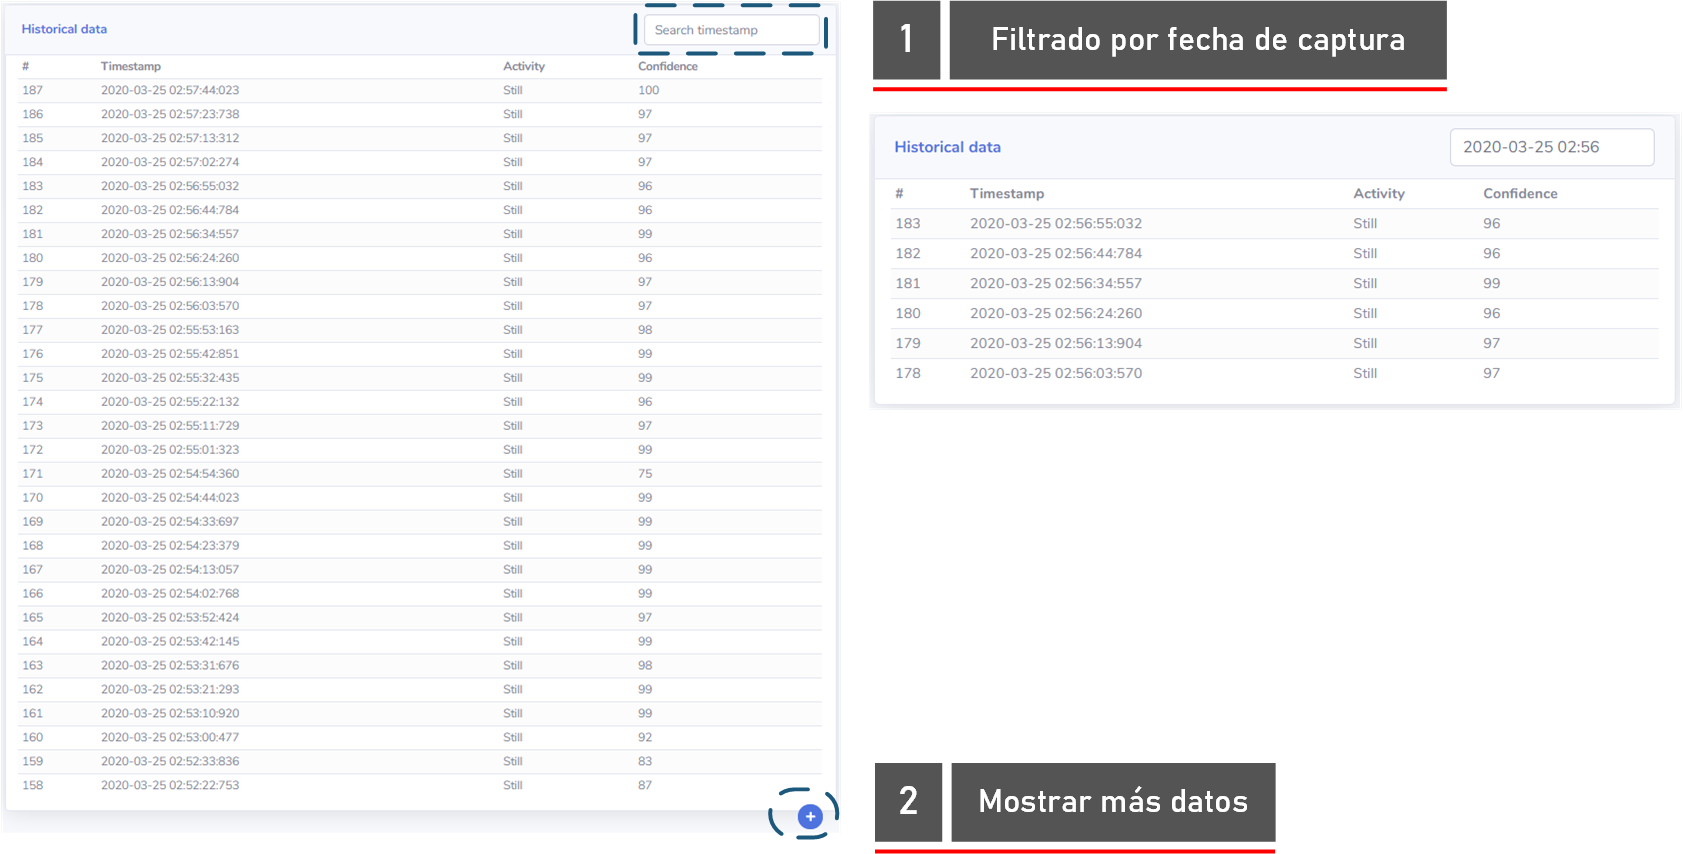 Historical data Search timestamp
# Timestamp Activity Confidence
187 2020-03-25 02:57:44:023 Still 100
186 2020-03-25 02:57:23:738 Still 97
185 2020-03-25 02:57:13:312 Still 97
184 2020-03-25 02:57:02:274 Still 97
183 2020-03-25 02:56:55:032 Still 96
182 2020-03-25 02:56:44:784 Still 96
181 2020-03-25 02:56:34:557 Still 99
180 2020-03-25 02:56:24:260 Still 96
179 2020-03-25 02:56:13:904 Still 97
178 2020-03-25 02:56:03:570 Still 97
177 2020-03-25 02:55:53:163 Still 98
176 2020-03-25 02:55:42:851 Still 99
175 2020-03-25 02:55:32:435 Still 99
174 2020-03-25 02:55:22:132 Still 96
173 2020-03-25 02:55:11:729 Still 97
172 2020-03-25 02:55:01:323 Still 99
171 2020-03-25 02:54:54:360 Still 75
170 2020-03-25 02:54:44:023 Still 99
169 2020-03-25 02:54:33:697 Still 99
168 2020-03-25 02:54:23:379 Still 99
167 2020-03-25 02:54:13:057 Still 99
166 2020-03-25 02:54:02:768 Still 99
165 2020-03-25 02:53:52:424 Still 97
164 2020-03-25 02:53:42:145 Still 99
163 2020-03-25 02:53:31:676 Still 98
162 2020-03-25 02:53:21:293 Still 99
161 2020-03-25 02:53:10:920 Still 99
160 2020-03-25 02:53:00:477 Still 92
159 2020-03-25 02:52:33:836 Still 83
158 2020-03-25 02:52:22:753 Still 87
+
1 Filtrado por fecha de captura
Historical data 2020-03-25 02:56
# Timestamp Activity Confidence
183 2020-03-25 02:56:55:032 Still 96
182 2020-03-25 02:56:44:784 Still 96
181 2020-03-25 02:56:34:557 Still 99
180 2020-03-25 02:56:24:260 Still 96
179 2020-03-25 02:56:13:904 Still 97
178 2020-03-25 02:56:03:570 Still 97
2 Mostrar más datos